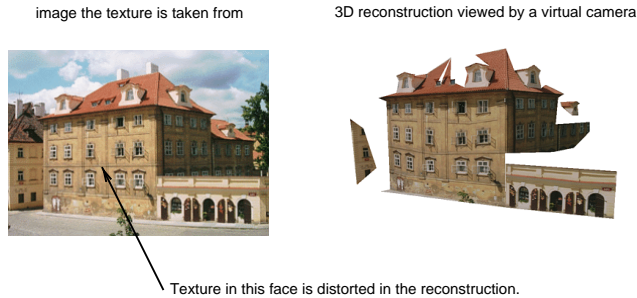 image the texture is taken from
3D reconstruction viewed by a virtual camera
Texture in this face is distorted in the reconstruction.